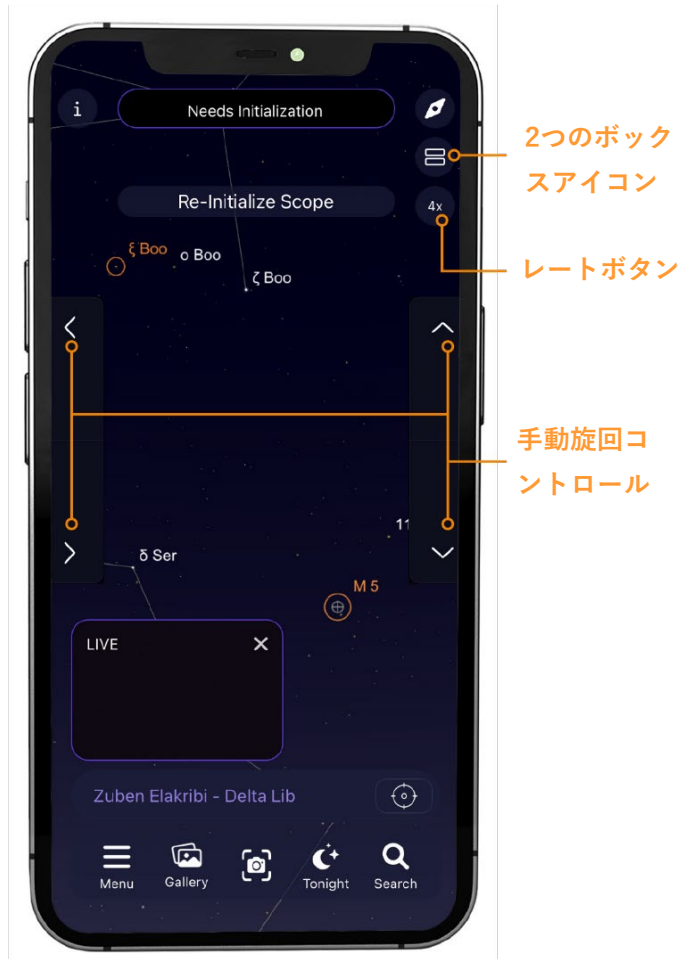 i
Needs Initialization
2つのボック
スアイコン
Re-Initialize Scope
4x
ξ Boo
ο Boo
ζ Boo
レートボタン
手動旋回コ
ントロール
11
δ Ser
M 5
LIVE
Zuben Elakribi - Delta Lib
Menu
Gallery
Tonight
Search